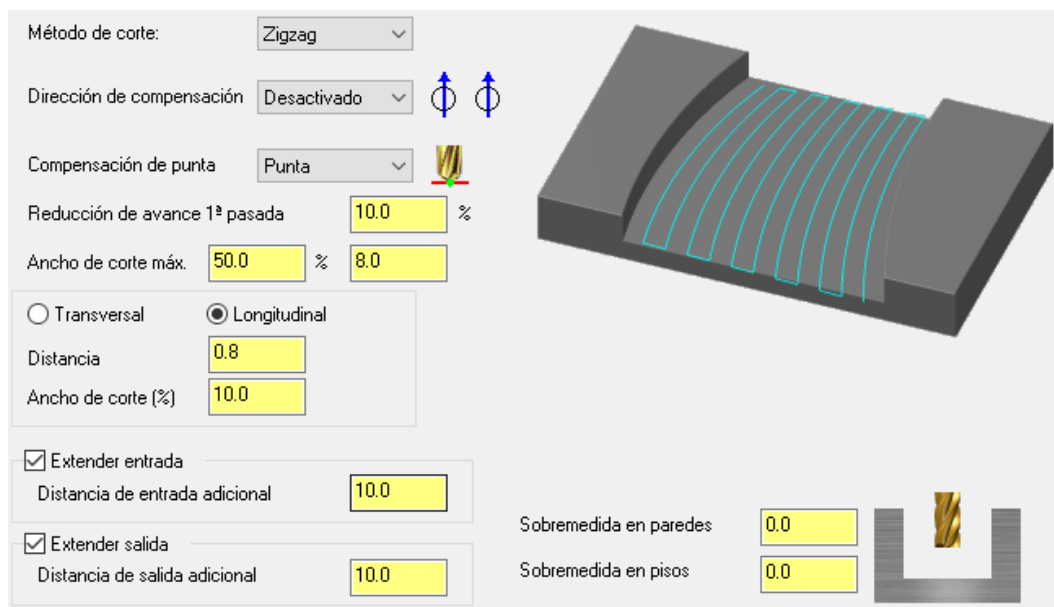 Método de corte: Zigzag
Dirección de compensación Desactivado
Compensación de punta Punta
Reducción de avance 1ª pasada 10.0 %
Ancho de corte máx. 50.0 % 8.0
Transversal Longitudinal
Distancia 0.8
Ancho de corte (%) 10.0
Extender entrada
Distancia de entrada adicional 10.0
Extender salida
Distancia de salida adicional 10.0
Sobremedida en paredes 0.0
Sobremedida en pisos 0.0